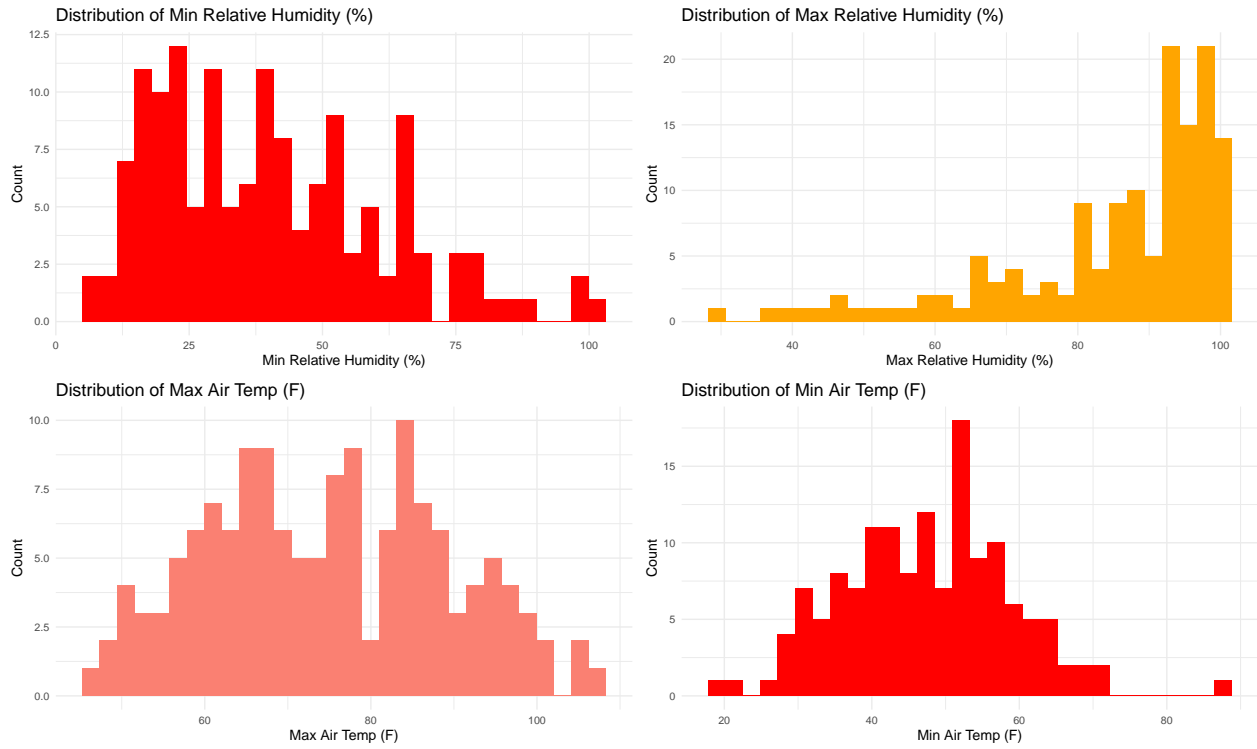 Distribution of Min Relative Humidity (%)
12.5
10.0
7.5
5.0
2.5
0.0
Count
0 25 50 75 100
Min Relative Humidity (%)
Distribution of Max Relative Humidity (%)
20
15
10
5
0
Count
40 60 80 100
Max Relative Humidity (%)
Distribution of Max Air Temp (F)
10.0
7.5
5.0
2.5
0.0
Count
60 80 100
Max Air Temp (F)
Distribution of Min Air Temp (F)
15
10
5
0
Count
20 40 60 80
Min Air Temp (F)